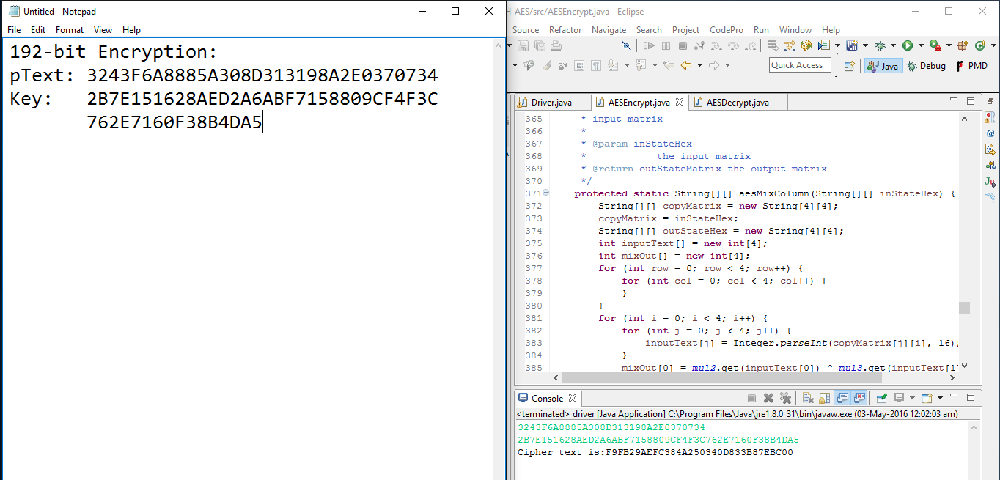 Untitled - Notepad
File Edit Format View Help
192-bit Encryption:
pText: 3243F6A8885A308D313198A2E0370734
Key: 2B7E151628AED2A6ABF7158809CF4F3C
762E7160F38B4DA5
H-AES/src/AESEncrypt.java - Eclipse
Source Refactor Navigate Search Project CodePro Run Window Help
Quick Access
Java Debug PMD
Driver.java AESEncrypt.java AESDecrypt.java
365 * input matrix
366 *
367 * @param inStateHex
368 * the input matrix
369 * @return outStateMatrix the output matrix
370 */
371 protected static String[][] aesMixColumn(String[][] inStateHex) {
372 String[][] copyMatrix = new String[4][4];
373 copyMatrix = inStateHex;
374 String[][] outStateHex = new String[4][4];
375 int inputText[] = new int[4];
376 int mixOut[] = new int[4];
377 for (int row = 0; row < 4; row++) {
378 for (int col = 0; col < 4; col++) {
379 }
380 }
381 for (int i = 0; i < 4; i++) {
382 for (int j = 0; j < 4; j++) {
383 inputText[j] = Integer.parseInt(copyMatrix[j][i], 16)
384 }
385 mixOut[0] = mul2.get(inputText[0]) ^ mul3.get(inputText[1
Console
<terminated> driver [Java Application] C:\Program Files\Java\jre1.8.0_31\bin\javaw.exe (03-May-2016 12:02:03 am)
3243F6A8885A308D313198A2E0370734
2B7E151628AED2A6ABF7158809CF4F3C762E7160F38B4DA5
Cipher text is:F9FB29AEFC384A250340D833B87EBC00